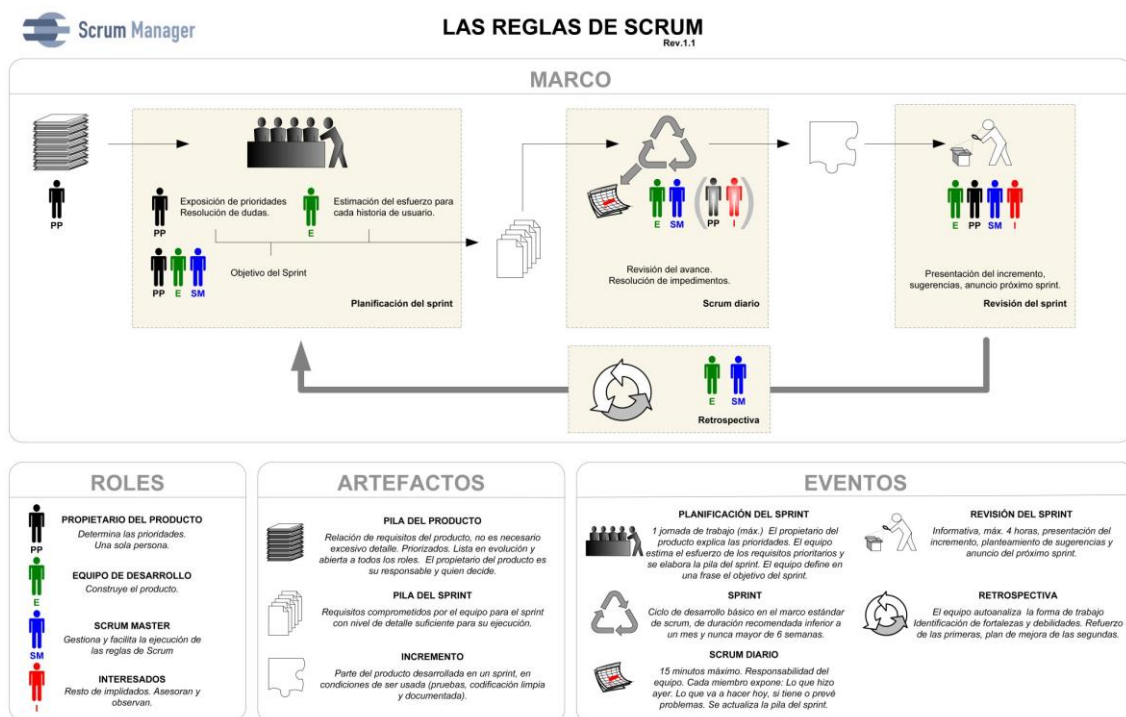 Scrum Manager
LAS REGLAS DE SCRUM
Rev.1.1
MARCO
PP
PP
Exposición de prioridades
Resolución de dudas.
E
Estimación del esfuerzo para
cada historia de usuario.
Objetivo del Sprint
PP E SM
Planificación del sprint
E SM (PP I)
Revisión del avance.
Resolución de impedimentos.
Scrum diario
E PP SM I
Presentación del incremento,
sugerencias, anuncio próximo sprint.
Revisión del sprint
E SM
Retrospectiva
ROLES
PROPIETARIO DEL PRODUCTO
Determina las prioridades.
Una sola persona.
PP
EQUIPO DE DESARROLLO
Construye el producto.
E
SCRUM MASTER
Gestiona y facilita la ejecución de
las reglas de Scrum
SM
INTERESADOS
Resto de implidados. Asesoran y
observan.
I
ARTEFACTOS
PILA DEL PRODUCTO
Relación de requisitos del producto, no es necesario
excesivo detalle. Priorizados. Lista en evolución y
abierta a todos los roles. El propietario del producto es
su responsable y quien decide.
PILA DEL SPRINT
Requisitos comprometidos por el equipo para el sprint
con nivel de detalle suficiente para su ejecución.
INCREMENTO
Parte del producto desarrollada en un sprint, en
condiciones de ser usada (pruebas, codificación limpia
y documentada).
EVENTOS
PLANIFICACIÓN DEL SPRINT
1 jornada de trabajo (máx.) El propietario del
producto explica las prioridades. El equipo
estima el esfuerzo de los requisitos prioritarios y
se elabora la pila del sprint. El equipo define en
una frase el objetivo del sprint.
SPRINT
Ciclo de desarrollo básico en el marco estándar
de scrum, de duración recomendada inferior a
un mes y nunca mayor de 6 semanas.
SCRUM DIARIO
15 minutos máximo. Responsabilidad del
equipo. Cada miembro expone: Lo que hizo
ayer. Lo que va a hacer hoy, si tiene o prevé
problemas. Se actualiza la pila del sprint.
REVISIÓN DEL SPRINT
Informativa, máx. 4 horas, presentación del
incremento, planteamiento de sugerencias y
anuncio del próximo sprint.
RETROSPECTIVA
El equipo autoanaliza la forma de trabajo
Identificación de fortalezas y debilidades. Refuerzo
de las primeras, plan de mejora de las segundas.